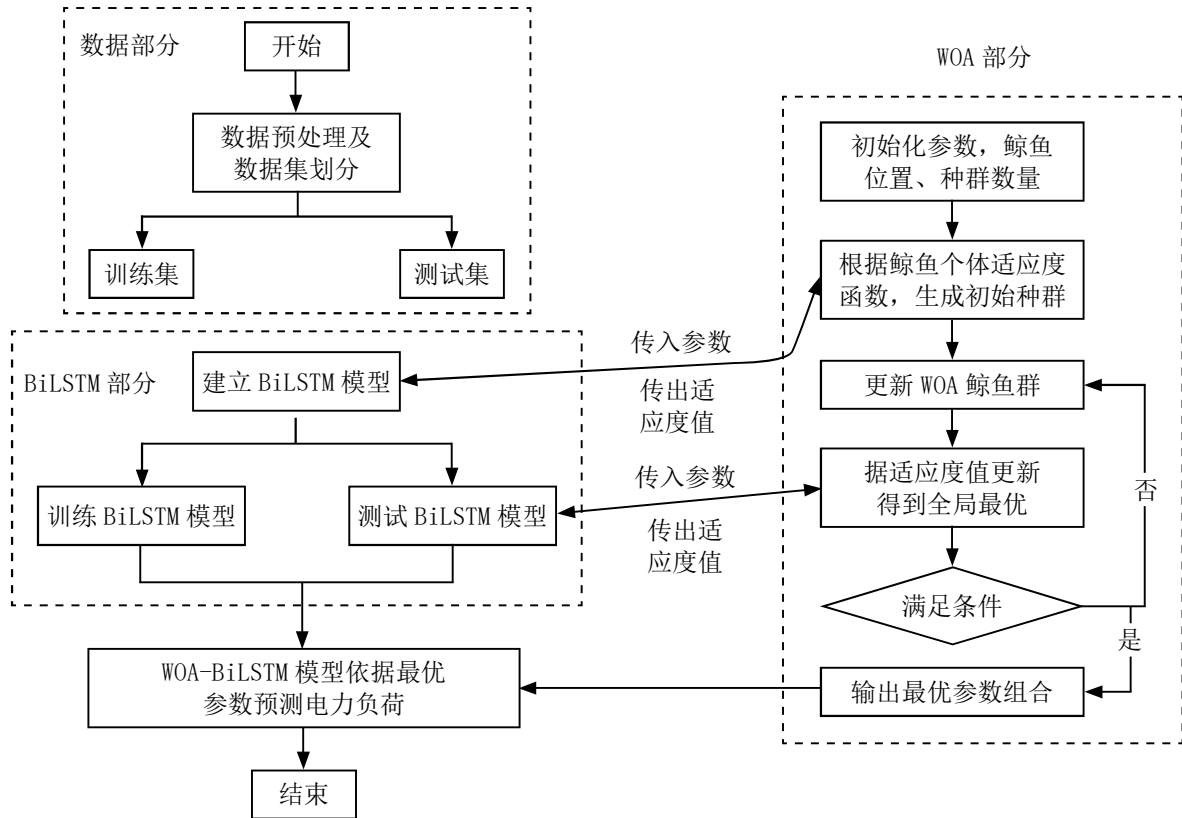 数据部分
开始
数据预处理及
数据集划分
训练集
测试集
BiLSTM 部分
建立 BiLSTM 模型
训练 BiLSTM 模型
测试 BiLSTM 模型
传入参数
传出适
应度值
传入参数
传出适
应度值
WOA 部分
初始化参数，鲸鱼
位置、种群数量
根据鲸鱼个体适应度
函数，生成初始种群
更新 WOA 鲸鱼群
据适应度值更新
得到全局最优
否
满足条件
是
输出最优参数组合
WOA-BiLSTM 模型依据最优
参数预测电力负荷
结束